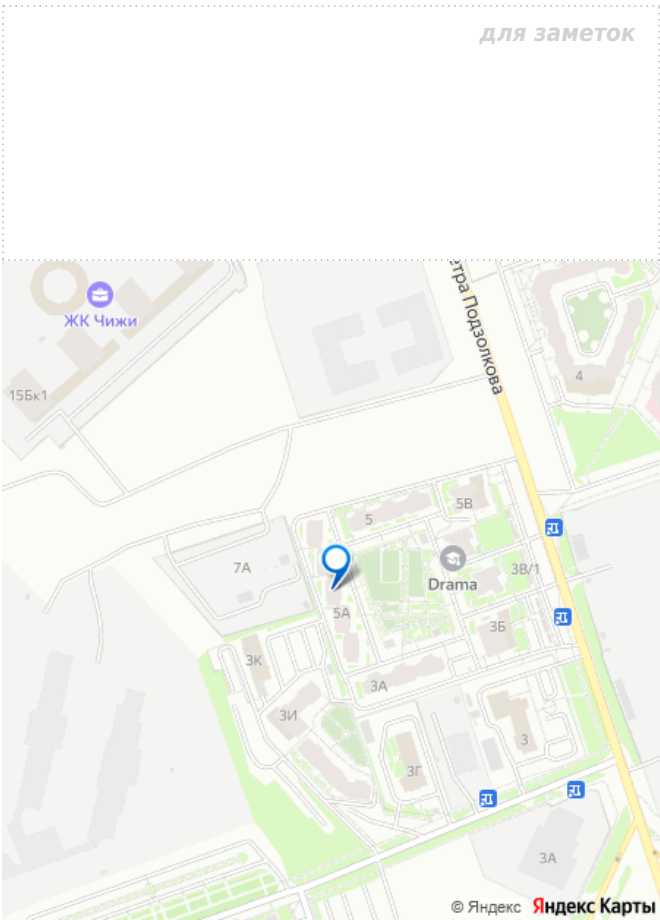 для заметок
етра Подзолкова
ЖК Чижи
15Бк1
4
5
5В
7А
Drama
3В/1
5А
3Б
3К
3А
3И
3
3Г
3А
© Яндекс Яндекс Карты